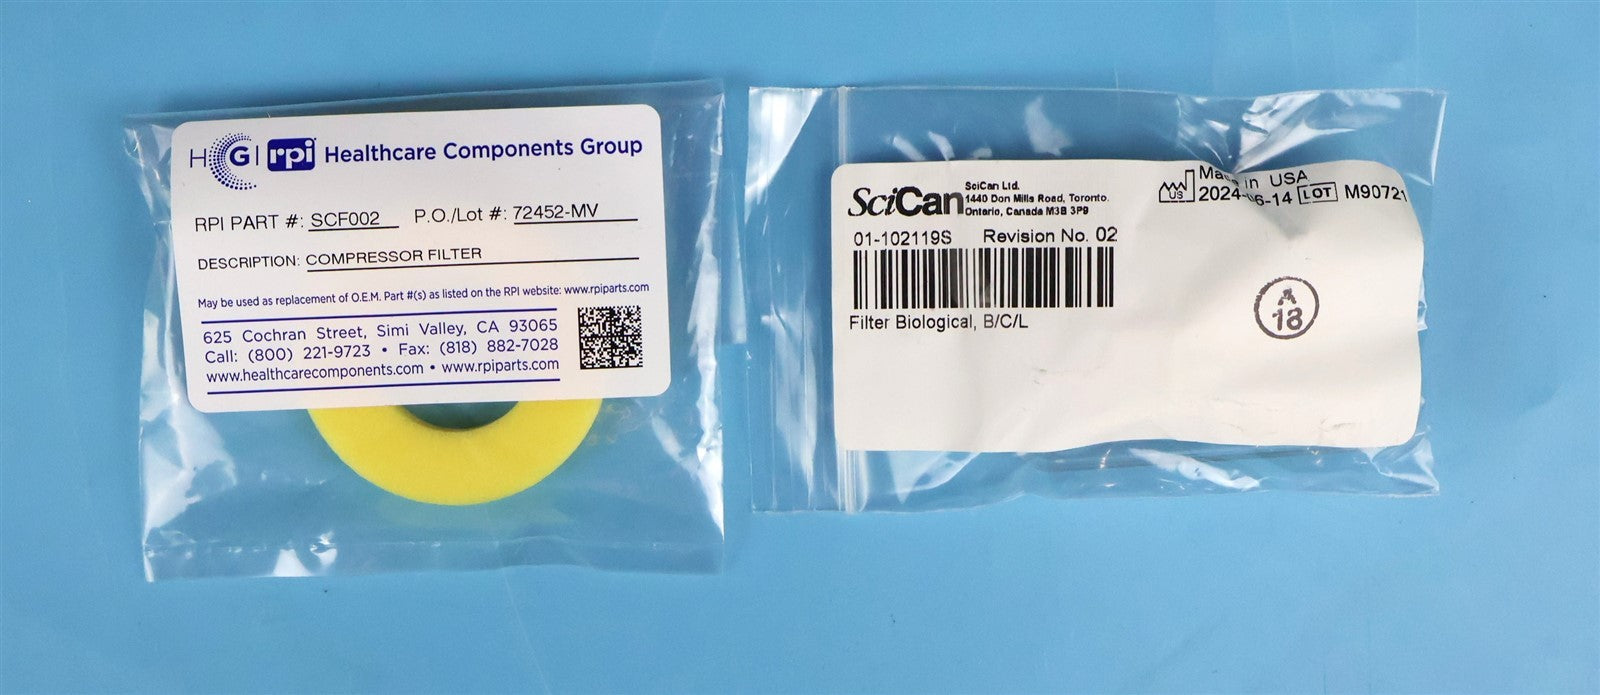 HCG | rpi Healthcare Components Group
RPI PART #: SCF002 P.O./Lot #: 72452-MV
DESCRIPTION: COMPRESSOR FILTER
May be used as replacement of O.E.M. Part #(s) as listed on the RPI website: www.rpiparts.com
625 Cochran Street, Simi Valley, CA 93065
Call: (800) 221-9723 • Fax: (818) 882-7028
www.healthcarecomponents.com • www.rpiparts.com
SciCan
SciCan Ltd.
1440 Don Mills Road, Toronto.
Ontario, Canada M3B 3P9
US
Made in USA
2024-06-14 LOT M90721
01-102119S Revision No. 02
Filter Biological, B/C/L
A
18